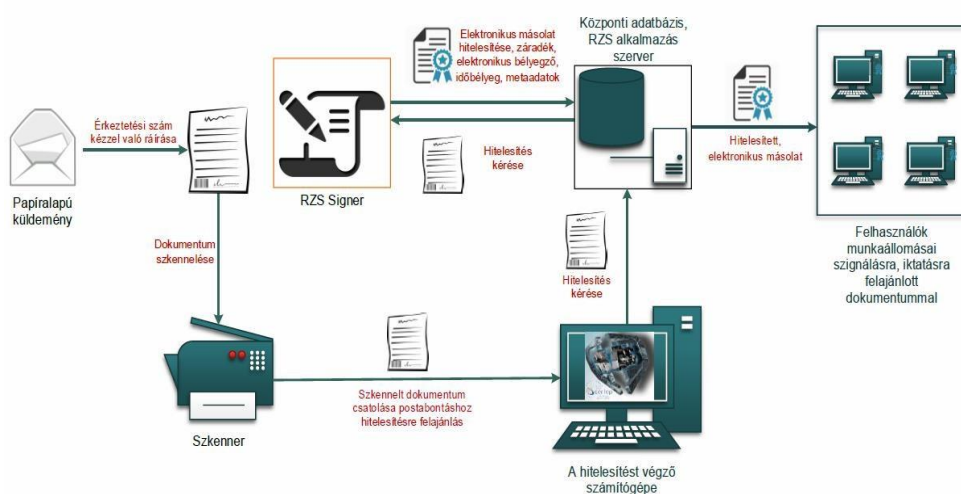 Elektronikus másolat
hitelesítése, záradék,
elektronikus bélyegző,
időbélyeg, metaadatok
Központi adatbázis,
RZS alkalmazás
szerver
Érkeztetési szám
kézzel való ráírása
Papíralapú
küldemény
RZS Signer
Hitelesítés
kérése
Hitelesített,
elektronikus másolat
Felhasználók
munkaállomásai
szignálásra, iktatásra
felajánlott
dokumentummal
Dokumentum
szkennelése
Hitelesítés
kérése
Szkennelt dokumentum
csatolása postabontáshoz
hitelesítésre felajánlás
Szkenner
A hitelesítést végző
számítógépe